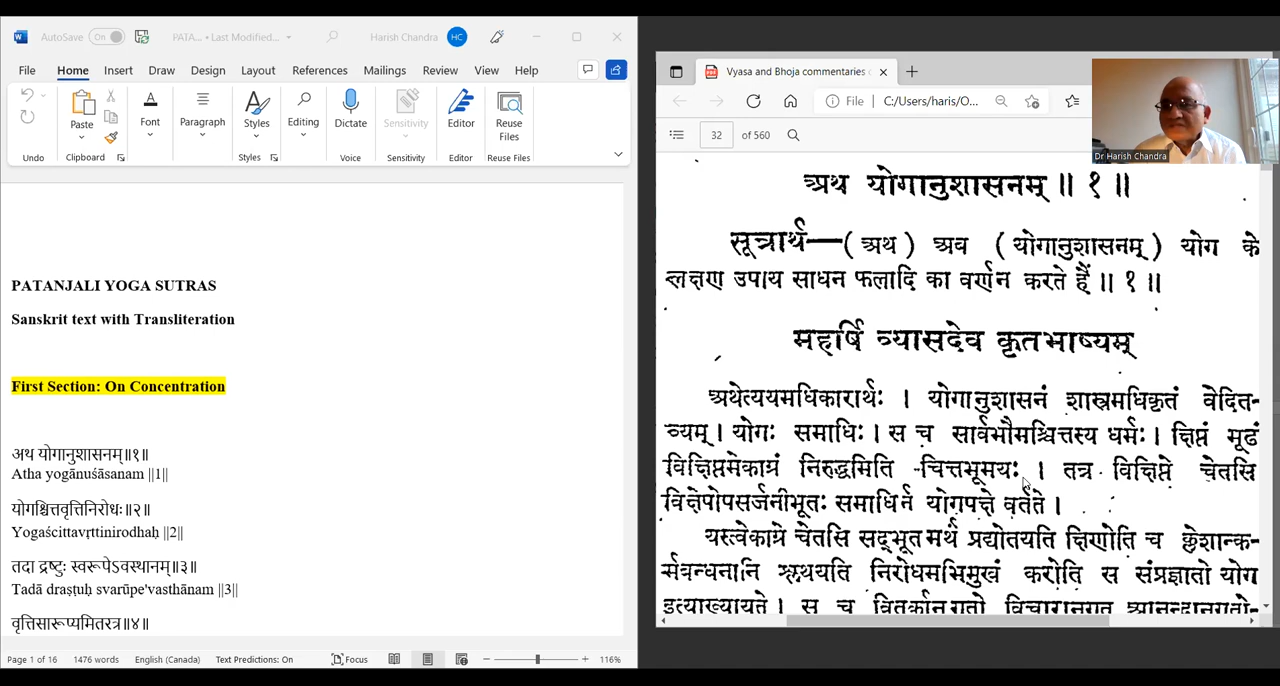 AutoSave On PATA... • Last Modified... Harish Chandra HC
File Home Insert Draw Design Layout References Mailings Review View Help
Paste Font Paragraph Styles Editing Dictate Sensitivity Editor Reuse Files
Undo Clipboard Styles Voice Sensitivity Editor Reuse Files
PATANJALI YOGA SUTRAS
Sanskrit text with Transliteration
First Section: On Concentration
अथ योगानुशासनम्॥१॥
Atha yogānuśāsanam ||1||
योगश्चित्तवृत्तिनिरोधः॥२॥
Yogaścittavṛttinirodhaḥ ||2||
तदा द्रष्टुः स्वरूपेऽवस्थानम्॥३॥
Tadā draṣṭuḥ svarūpe'vasthānam ||3||
वृत्तिसारूप्यमितरत्र॥४॥
Page 1 of 16 1476 words English (Canada) Text Predictions: On Focus 116%
Vyasa and Bhoja commentaries
File C:/Users/haris/O...
32 of 560
Dr Harish Chandra
अथ योगानुशासनम् ॥ १ ॥
सूत्रार्थ—( अथ ) अब ( योगानुशासनम् ) योग के
लक्षण उपाय साधन फलादि का वर्णन करते हैं ॥ १ ॥
महर्षि व्यासदेव कृतभाष्यम्
अथेत्ययमधिकारार्थः । योगानुशासनं शास्त्रमधिकृतं वेदित-
व्यम् । योगः समाधिः । स च सार्वभौमश्चित्तस्य धर्मः । क्षिप्तं मूढं
विक्षिप्तमेकाग्रं निरुद्धमिति चित्तभूमयः । तत्र विक्षिप्ते चेतसि
विक्षेपोपसर्जनीभूतः समाधिर्न योगपक्षे वर्तते ।
यस्त्वेकाग्रे चेतसि सद्भूतमर्थं प्रद्योतयति क्षिणोति च क्लेशान्क-
र्मबन्धनानि श्लथयति निरोधमभिमुखं करोति स संप्रज्ञातो योग
इत्याख्यायते । स च वितर्कानुगतो विचारानुगत आनन्दानुगतो-